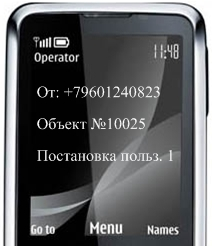 11:48
Operator
От: +79601240823
Объект №10025
Постановка польз. 1
Go to Menu Names